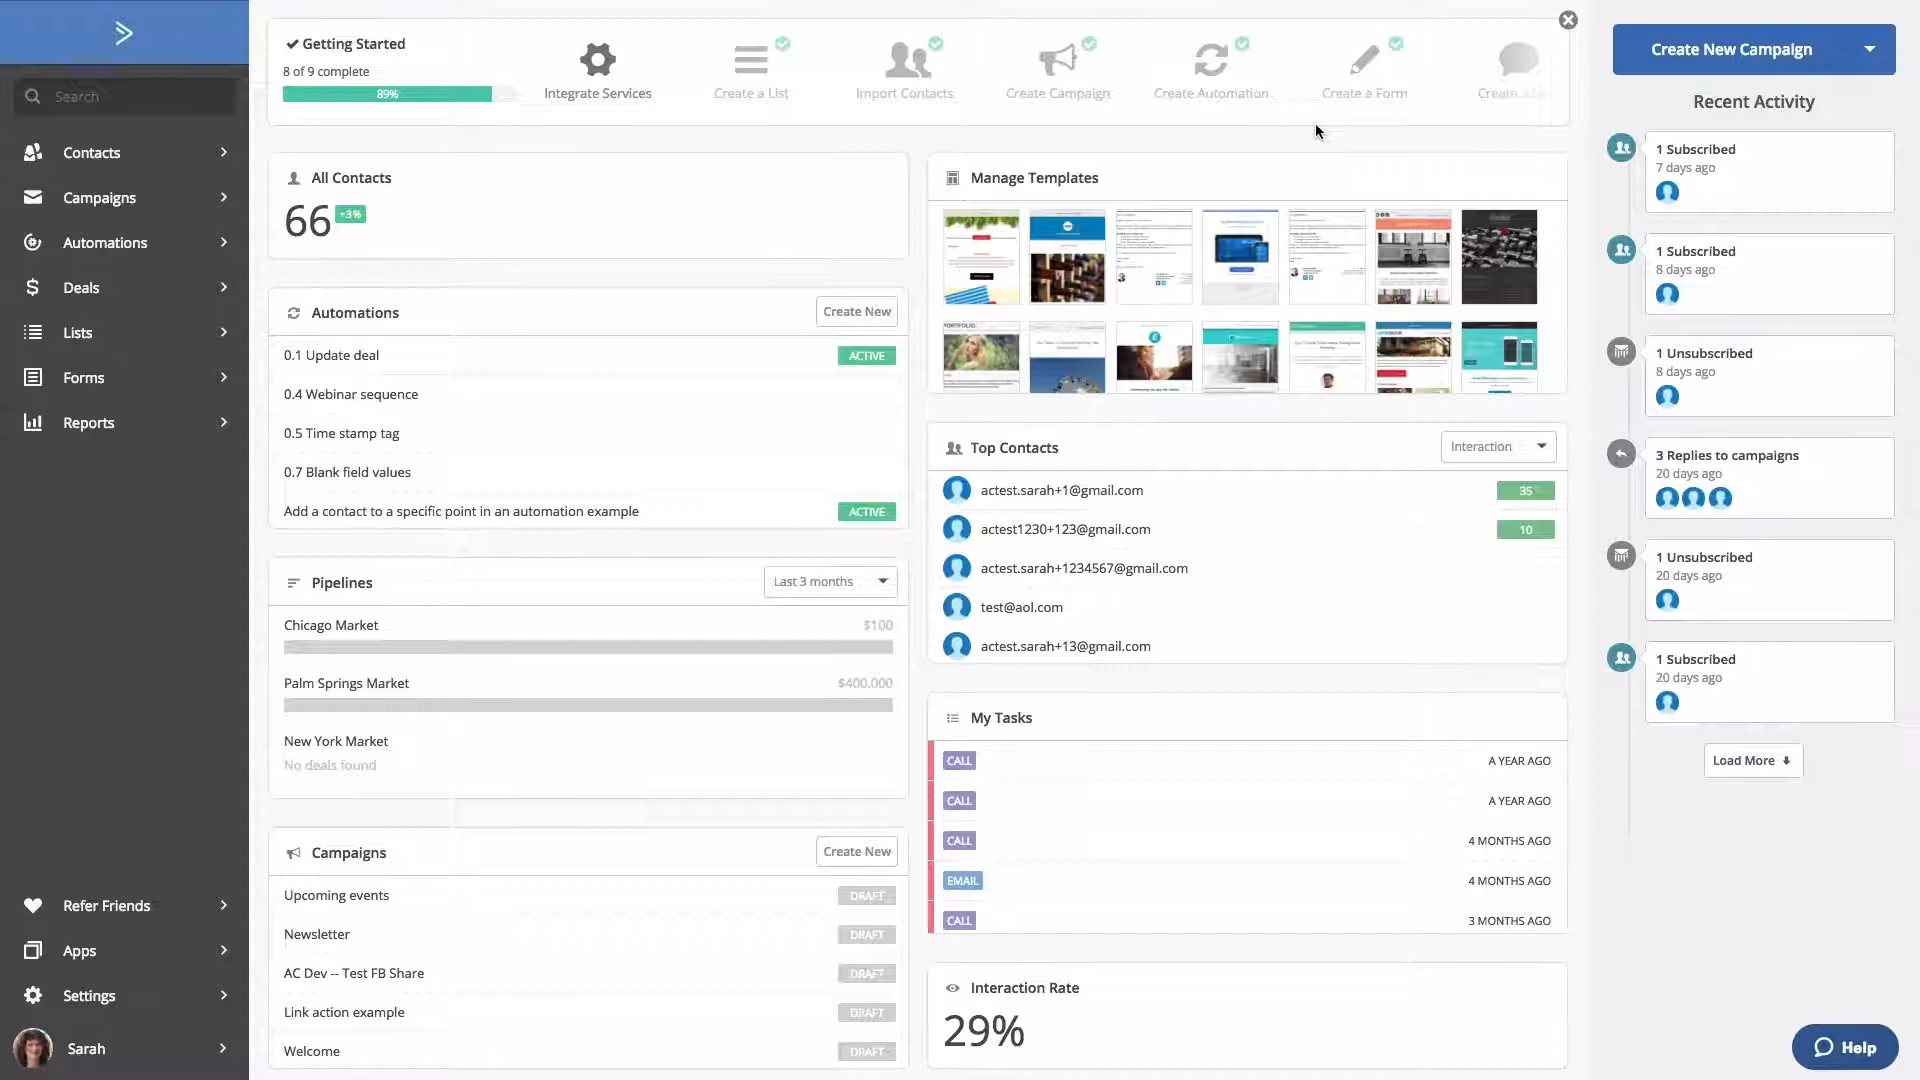 Search
Contacts
Campaigns
Automations
Deals
Lists
Forms
Reports
Refer Friends
Apps
Settings
Sarah
Getting Started
8 of 9 complete
89%
Integrate Services
Create a List
Import Contacts
Create Campaign
Create Automation
Create a Form
All Contacts
66 +3%
Automations
Create New
0.1 Update deal
ACTIVE
0.4 Webinar sequence
0.5 Time stamp tag
0.7 Blank field values
Add a contact to a specific point in an automation example
ACTIVE
Pipelines
Last 3 months
Chicago Market
$100
Palm Springs Market
$400.000
New York Market
No deals found
Campaigns
Create New
Upcoming events
DRAFT
Newsletter
DRAFT
AC Dev -- Test FB Share
DRAFT
Link action example
DRAFT
Welcome
DRAFT
Manage Templates
PORTFOLIO
Top Contacts
Interaction
actest.sarah+1@gmail.com
35
actest1230+123@gmail.com
10
actest.sarah+1234567@gmail.com
test@aol.com
actest.sarah+13@gmail.com
My Tasks
CALL
A YEAR AGO
CALL
A YEAR AGO
CALL
4 MONTHS AGO
EMAIL
4 MONTHS AGO
CALL
3 MONTHS AGO
Interaction Rate
29%
Create New Campaign
Recent Activity
1 Subscribed
7 days ago
1 Subscribed
8 days ago
1 Unsubscribed
8 days ago
3 Replies to campaigns
20 days ago
1 Unsubscribed
20 days ago
1 Subscribed
20 days ago
Load More
Help